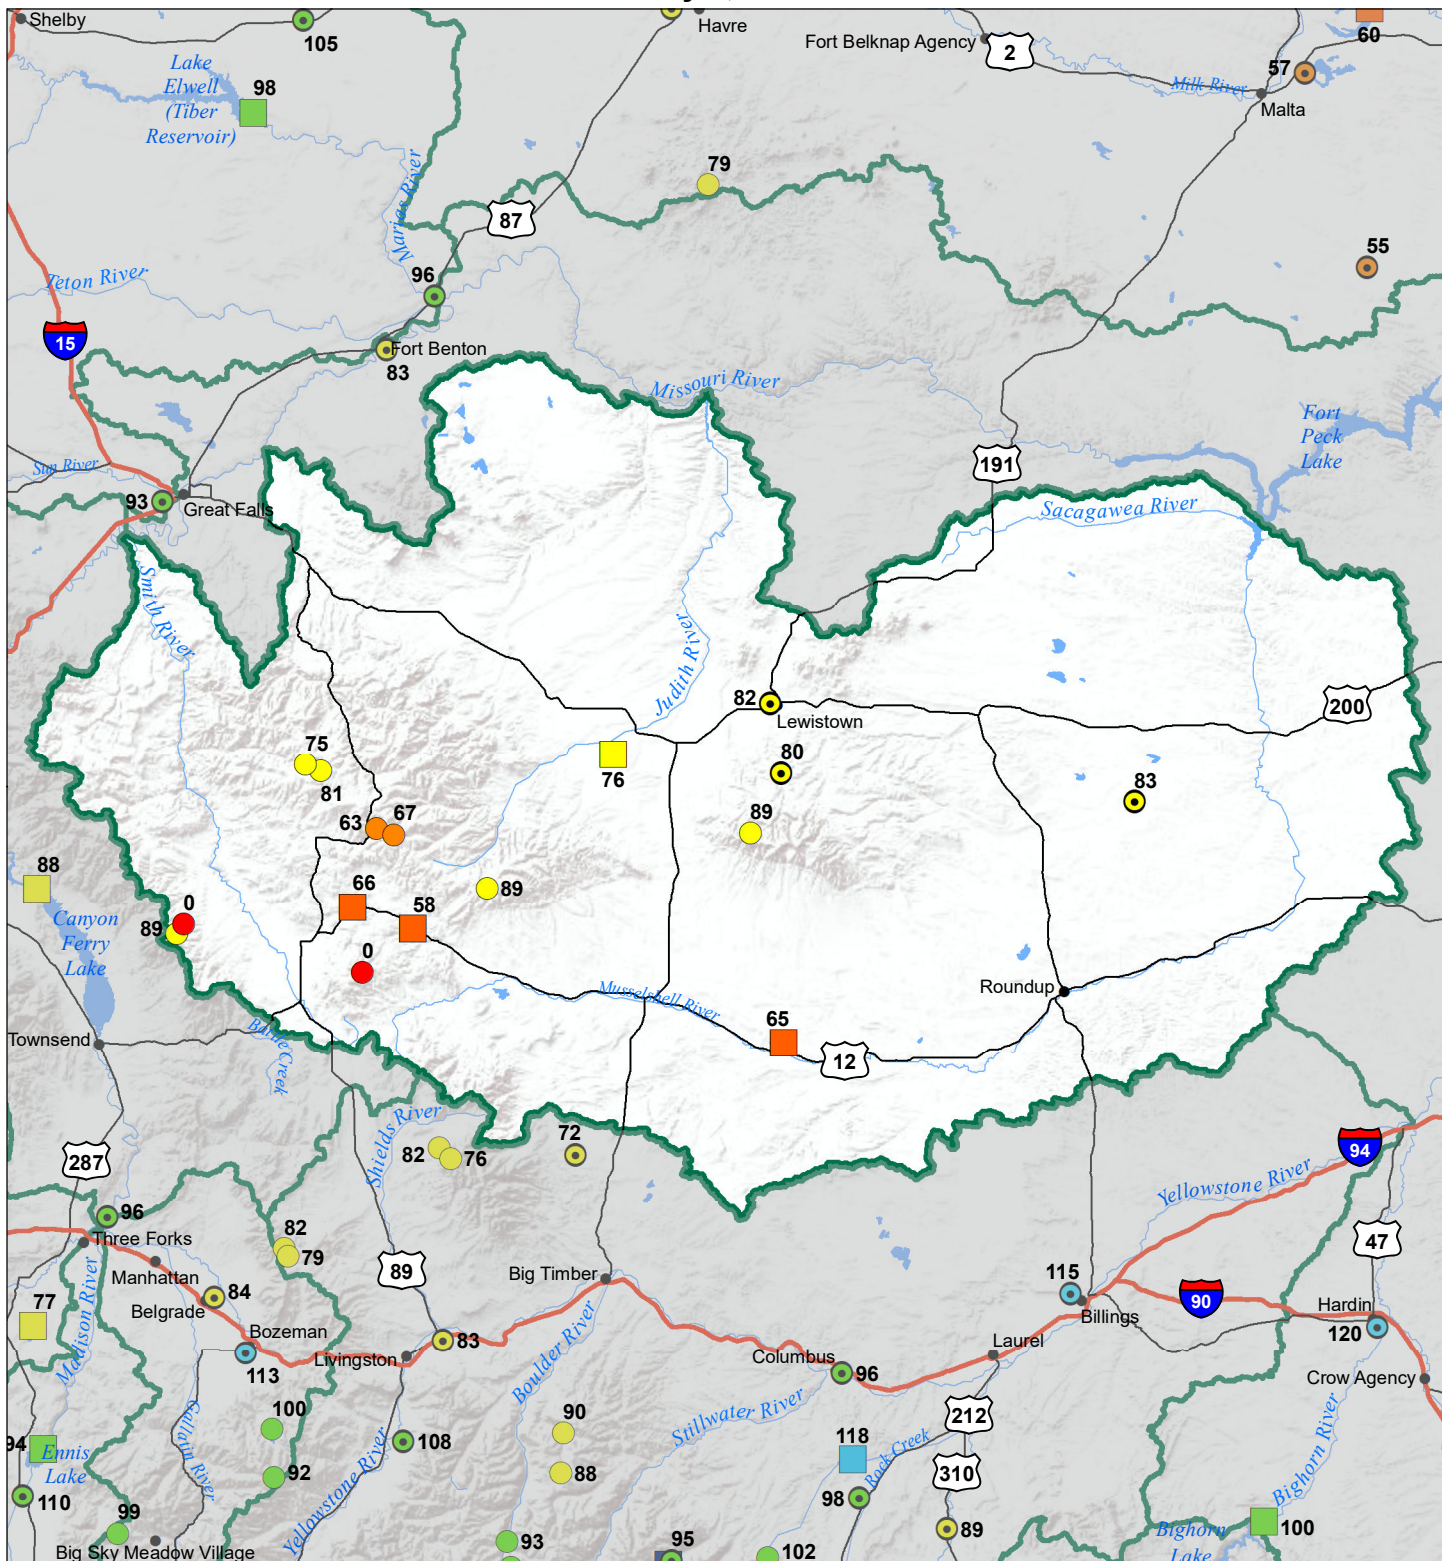 Shelby
105
Havre
Fort Belknap Agency
2
60
57
Milk River
Malta
Lake
Elwell
(Tiber
Reservoir)
98
Marias River
79
87
96
55
Teton River
15
Fort Benton
83
Missouri River
Fort
Peck
Lake
Sun River
191
93
Great Falls
Sacagawea River
Smith River
Judith River
82
Lewistown
200
75
81
76
80
83
63
67
89
88
66
58
89
0
89
Canyon
Ferry
Lake
0
Roundup
Musselshell River
65
12
Townsend
Battle Creek
Shields River
82
76
72
287
94
Yellowstone River
96
Three Forks
82
79
Manhattan
89
Big Timber
47
77
Madison River
84
Belgrade
115
Billings
90
Hardin
120
Bozeman
113
Livingston
83
Boulder River
Columbus
96
Laurel
Crow Agency
100
90
Stillwater River
212
94
Ennis
Lake
Gallatin River
108
118
Rock Creek
310
Bighorn River
92
88
110
98
99
Yellowstone River
93
95
102
89
100
Bighorn
Lake
Big Sky Meadow Village